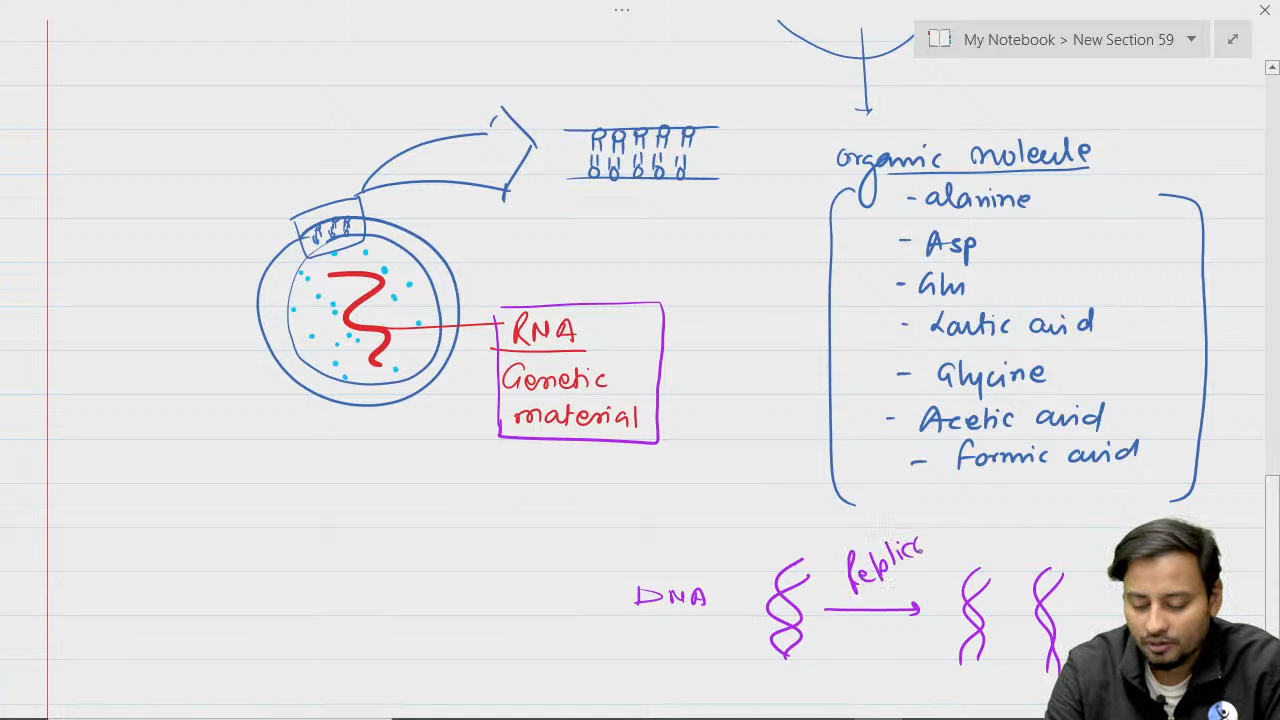 My Notebook > New Section 59
organic molecule
- alanine
- Asp
- Glu
- Lactic acid
- Glycine
- Acetic acid
- Formic acid
RNA
Genetic
material
DNA
Replica